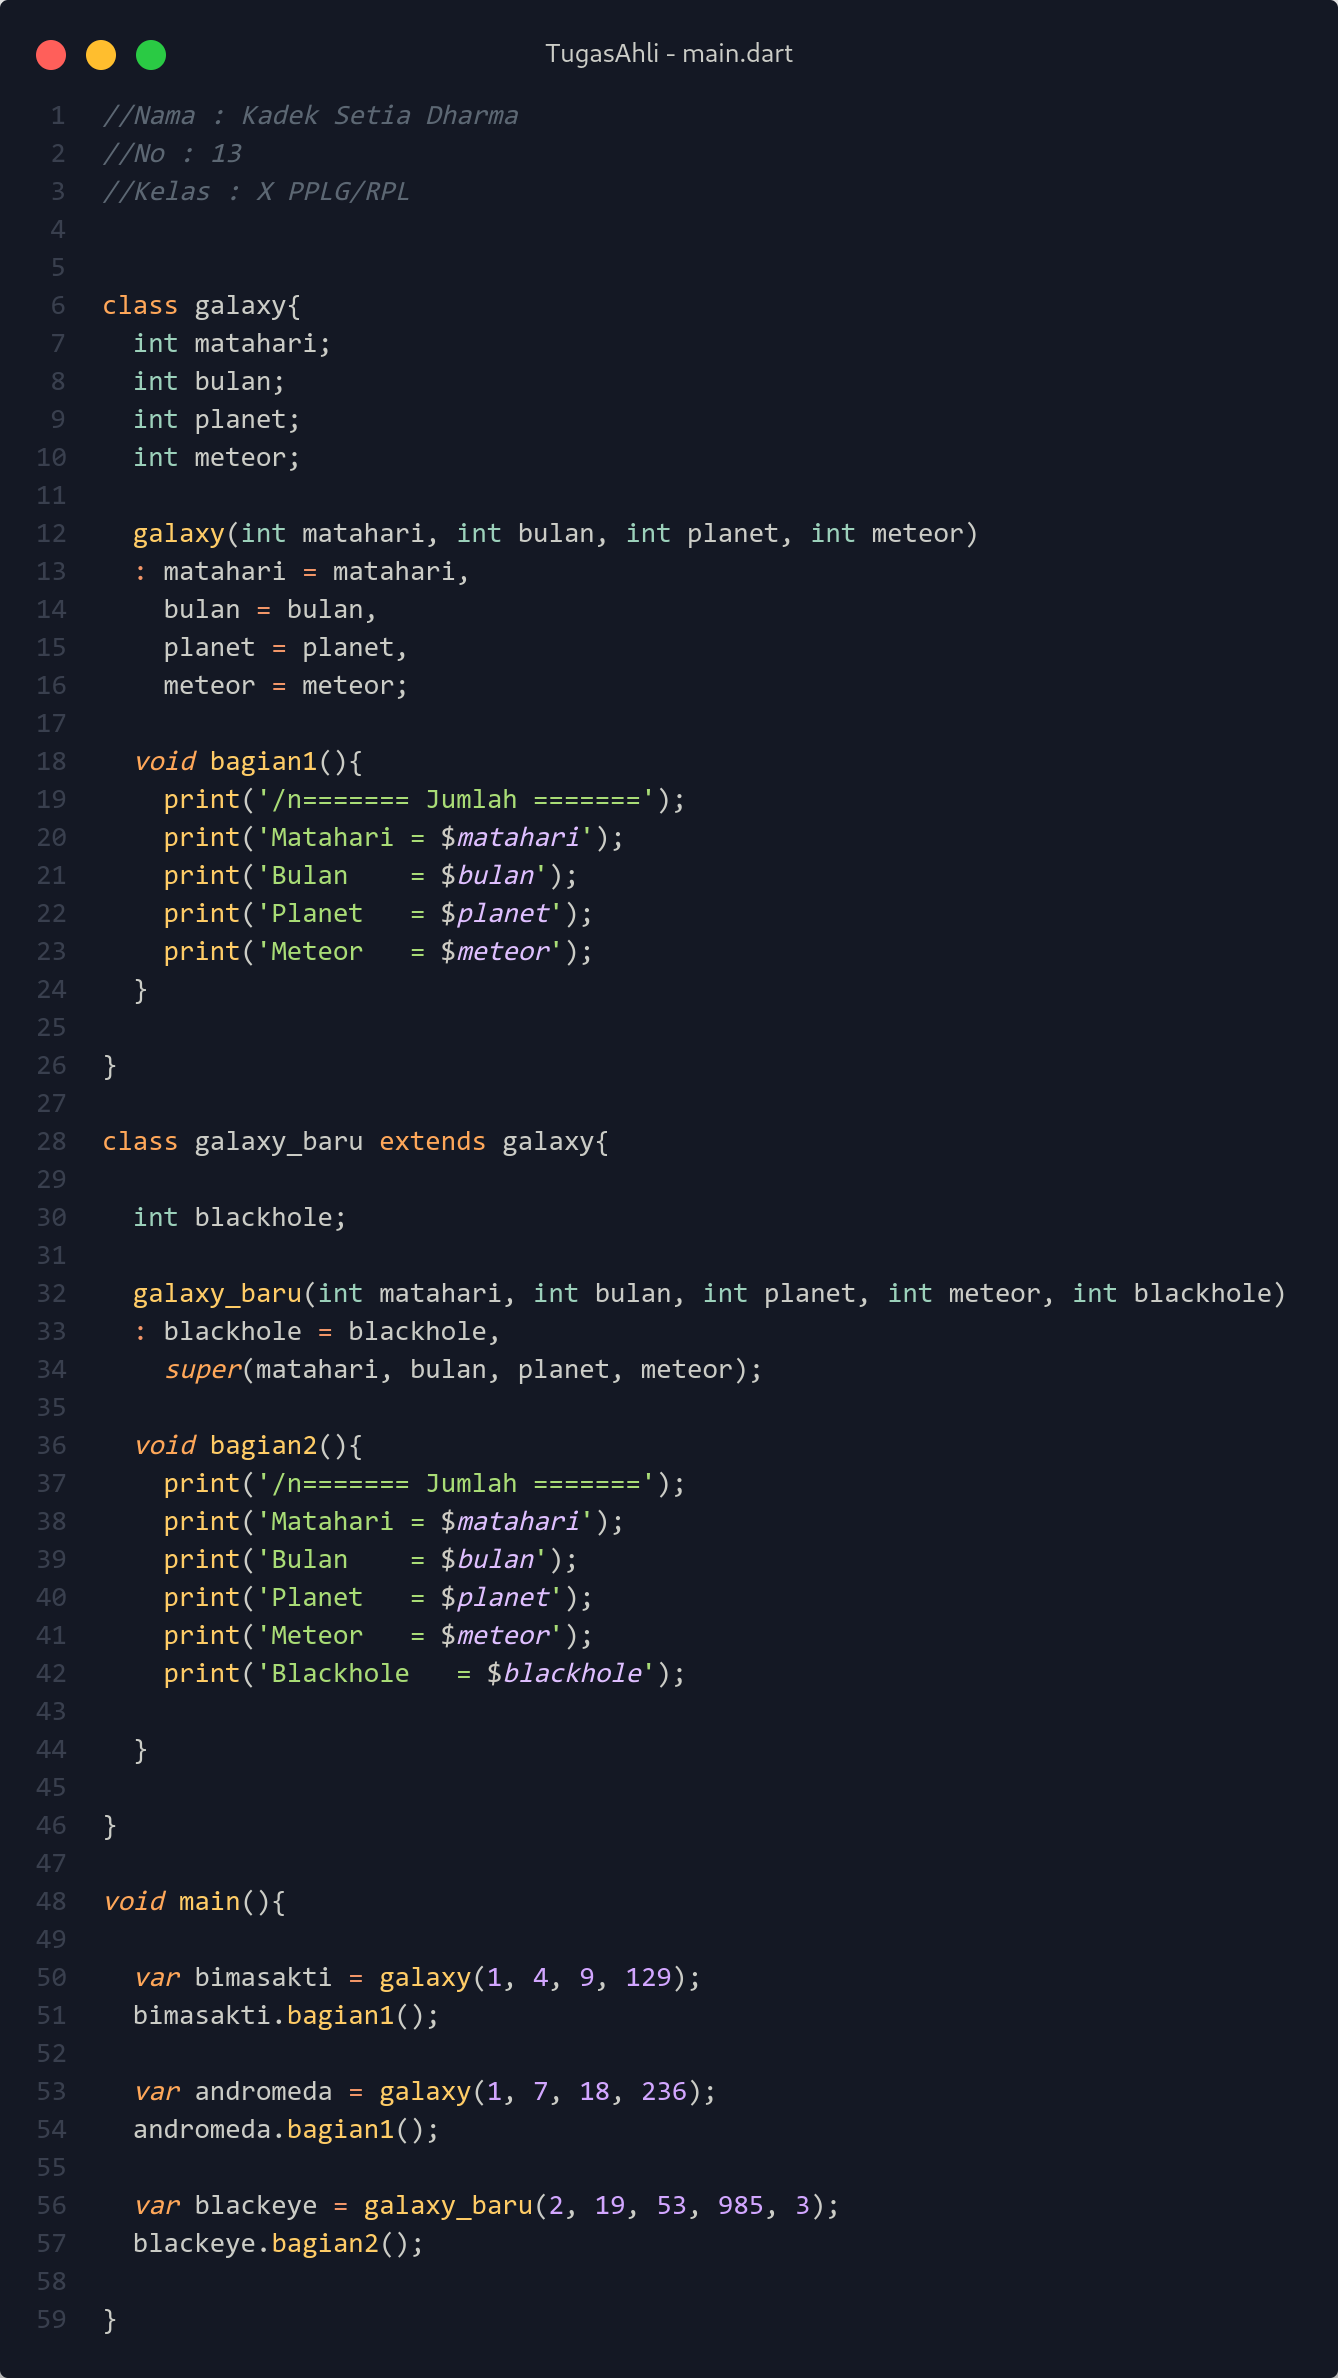 TugasAhli - main.dart
1 //Nama : Kadek Setia Dharma
2 //No : 13
3 //Kelas : X PPLG/RPL
4
5
6 class galaxy{
7   int matahari;
8   int bulan;
9   int planet;
10   int meteor;
11
12   galaxy(int matahari, int bulan, int planet, int meteor)
13   : matahari = matahari,
14     bulan = bulan,
15     planet = planet,
16     meteor = meteor;
17
18   void bagian1(){
19     print('/n======= Jumlah =======');
20     print('Matahari = $matahari');
21     print('Bulan    = $bulan');
22     print('Planet   = $planet');
23     print('Meteor   = $meteor');
24   }
25
26 }
27
28 class galaxy_baru extends galaxy{
29
30   int blackhole;
31
32   galaxy_baru(int matahari, int bulan, int planet, int meteor, int blackhole)
33   : blackhole = blackhole,
34     super(matahari, bulan, planet, meteor);
35
36   void bagian2(){
37     print('/n======= Jumlah =======');
38     print('Matahari = $matahari');
39     print('Bulan    = $bulan');
40     print('Planet   = $planet');
41     print('Meteor   = $meteor');
42     print('Blackhole   = $blackhole');
43
44   }
45
46 }
47
48 void main(){
49
50   var bimasakti = galaxy(1, 4, 9, 129);
51   bimasakti.bagian1();
52
53   var andromeda = galaxy(1, 7, 18, 236);
54   andromeda.bagian1();
55
56   var blackeye = galaxy_baru(2, 19, 53, 985, 3);
57   blackeye.bagian2();
58
59 }